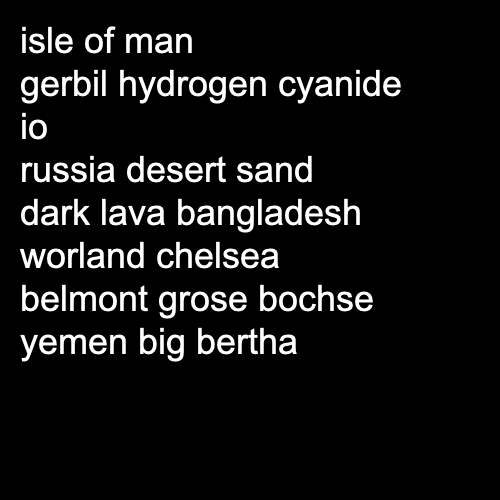 isle of man
gerbil hydrogen cyanide
io
russia desert sand
dark lava bangladesh
worland chelsea
belmont grose bochse
yemen big bertha